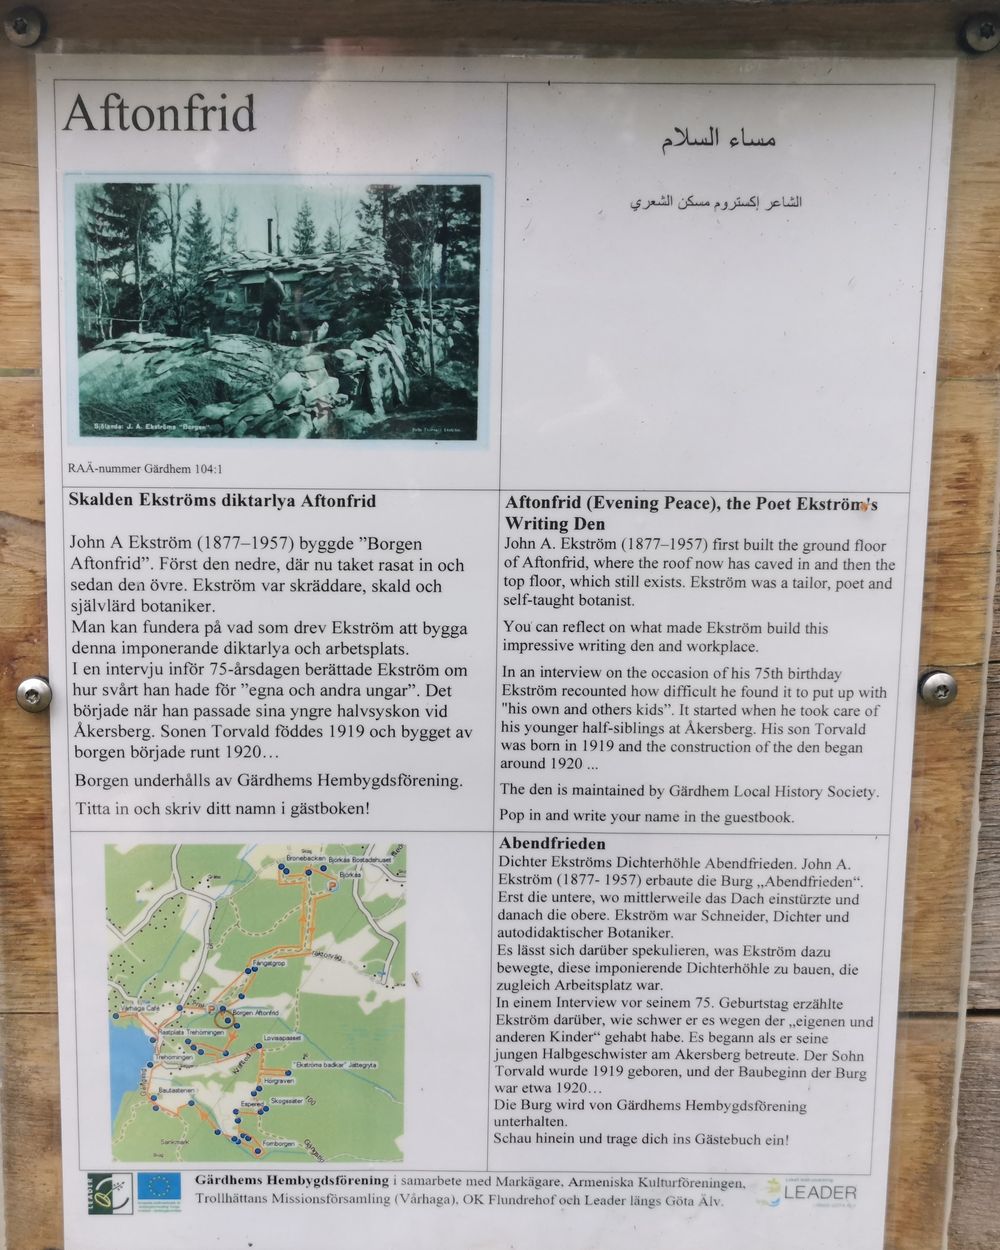 Aftonfrid
مساء السلام
الشاعر إكستروم مسكن الشعري
Sjölanda: J. A. Ekströms "Borgen"
RAÄ-nummer Gärdhem 104:1
Skalden Ekströms diktarlya Aftonfrid
John A Ekström (1877–1957) byggde ”Borgen
Aftonfrid”. Först den nedre, där nu taket rasat in och
sedan den övre. Ekström var skräddare, skald och
självlärd botaniker.
Man kan fundera på vad som drev Ekström att bygga
denna imponerande diktarlya och arbetsplats.
I en intervju inför 75-årsdagen berättade Ekström om
hur svårt han hade för ”egna och andra ungar”. Det
började när han passade sina yngre halvsyskon vid
Åkersberg. Sonen Torvald föddes 1919 och bygget av
borgen började runt 1920…
Borgen underhålls av Gärdhems Hembygdsförening.
Titta in och skriv ditt namn i gästboken!
Aftonfrid (Evening Peace), the Poet Ekström's
Writing Den
John A. Ekström (1877–1957) first built the ground floor
of Aftonfrid, where the roof now has caved in and then the
top floor, which still exists. Ekström was a tailor, poet and
self-taught botanist.
You can reflect on what made Ekström build this
impressive writing den and workplace.
In an interview on the occasion of his 75th birthday
Ekström recounted how difficult he found it to put up with
"his own and others kids”. It started when he took care of
his younger half-siblings at Åkersberg. His son Torvald
was born in 1919 and the construction of the den began
around 1920 ...
The den is maintained by Gärdhem Local History Society.
Pop in and write your name in the guestbook.
Bronebacken
Björkås Bostadshuset
Björkås
P
Fångstgrop
Traktorväg
Vårhaga Café
P
Borgen Aftonfrid
Rastplats Trehörningen
Trehörningen
Lovisapasset
Kraftled
"Ekströms badkar" Jättegryta
Hörgraven
Bautastenen
Espered
Skogssäter
100
Gångstig
Sankmark
Fornborgen
Gångstig
Abendfrieden
Dichter Ekströms Dichterhöhle Abendfrieden. John A.
Ekström (1877- 1957) erbaute die Burg „Abendfrieden“.
Erst die untere, wo mittlerweile das Dach einstürzte und
danach die obere. Ekström war Schneider, Dichter und
autodidaktischer Botaniker.
Es lässt sich darüber spekulieren, was Ekström dazu
bewegte, diese imponierende Dichterhöhle zu bauen, die
zugleich Arbeitsplatz war.
In einem Interview vor seinem 75. Geburtstag erzählte
Ekström darüber, wie schwer er es wegen der „eigenen und
anderen Kinder“ gehabt habe. Es begann als er seine
jungen Halbgeschwister am Akersberg betreute. Der Sohn
Torvald wurde 1919 geboren, und der Baubeginn der Burg
war etwa 1920…
Die Burg wird von Gärdhems Hembygdsförening
unterhalten.
Schau hinein und trage dich ins Gästebuch ein!
LEADER
Gärdhems Hembygdsförening i samarbete med Markägare, Armeniska Kulturföreningen,
Trollhättans Missionsförsamling (Vårhaga), OK Flundrehof och Leader längs Göta Älv.
LEADER